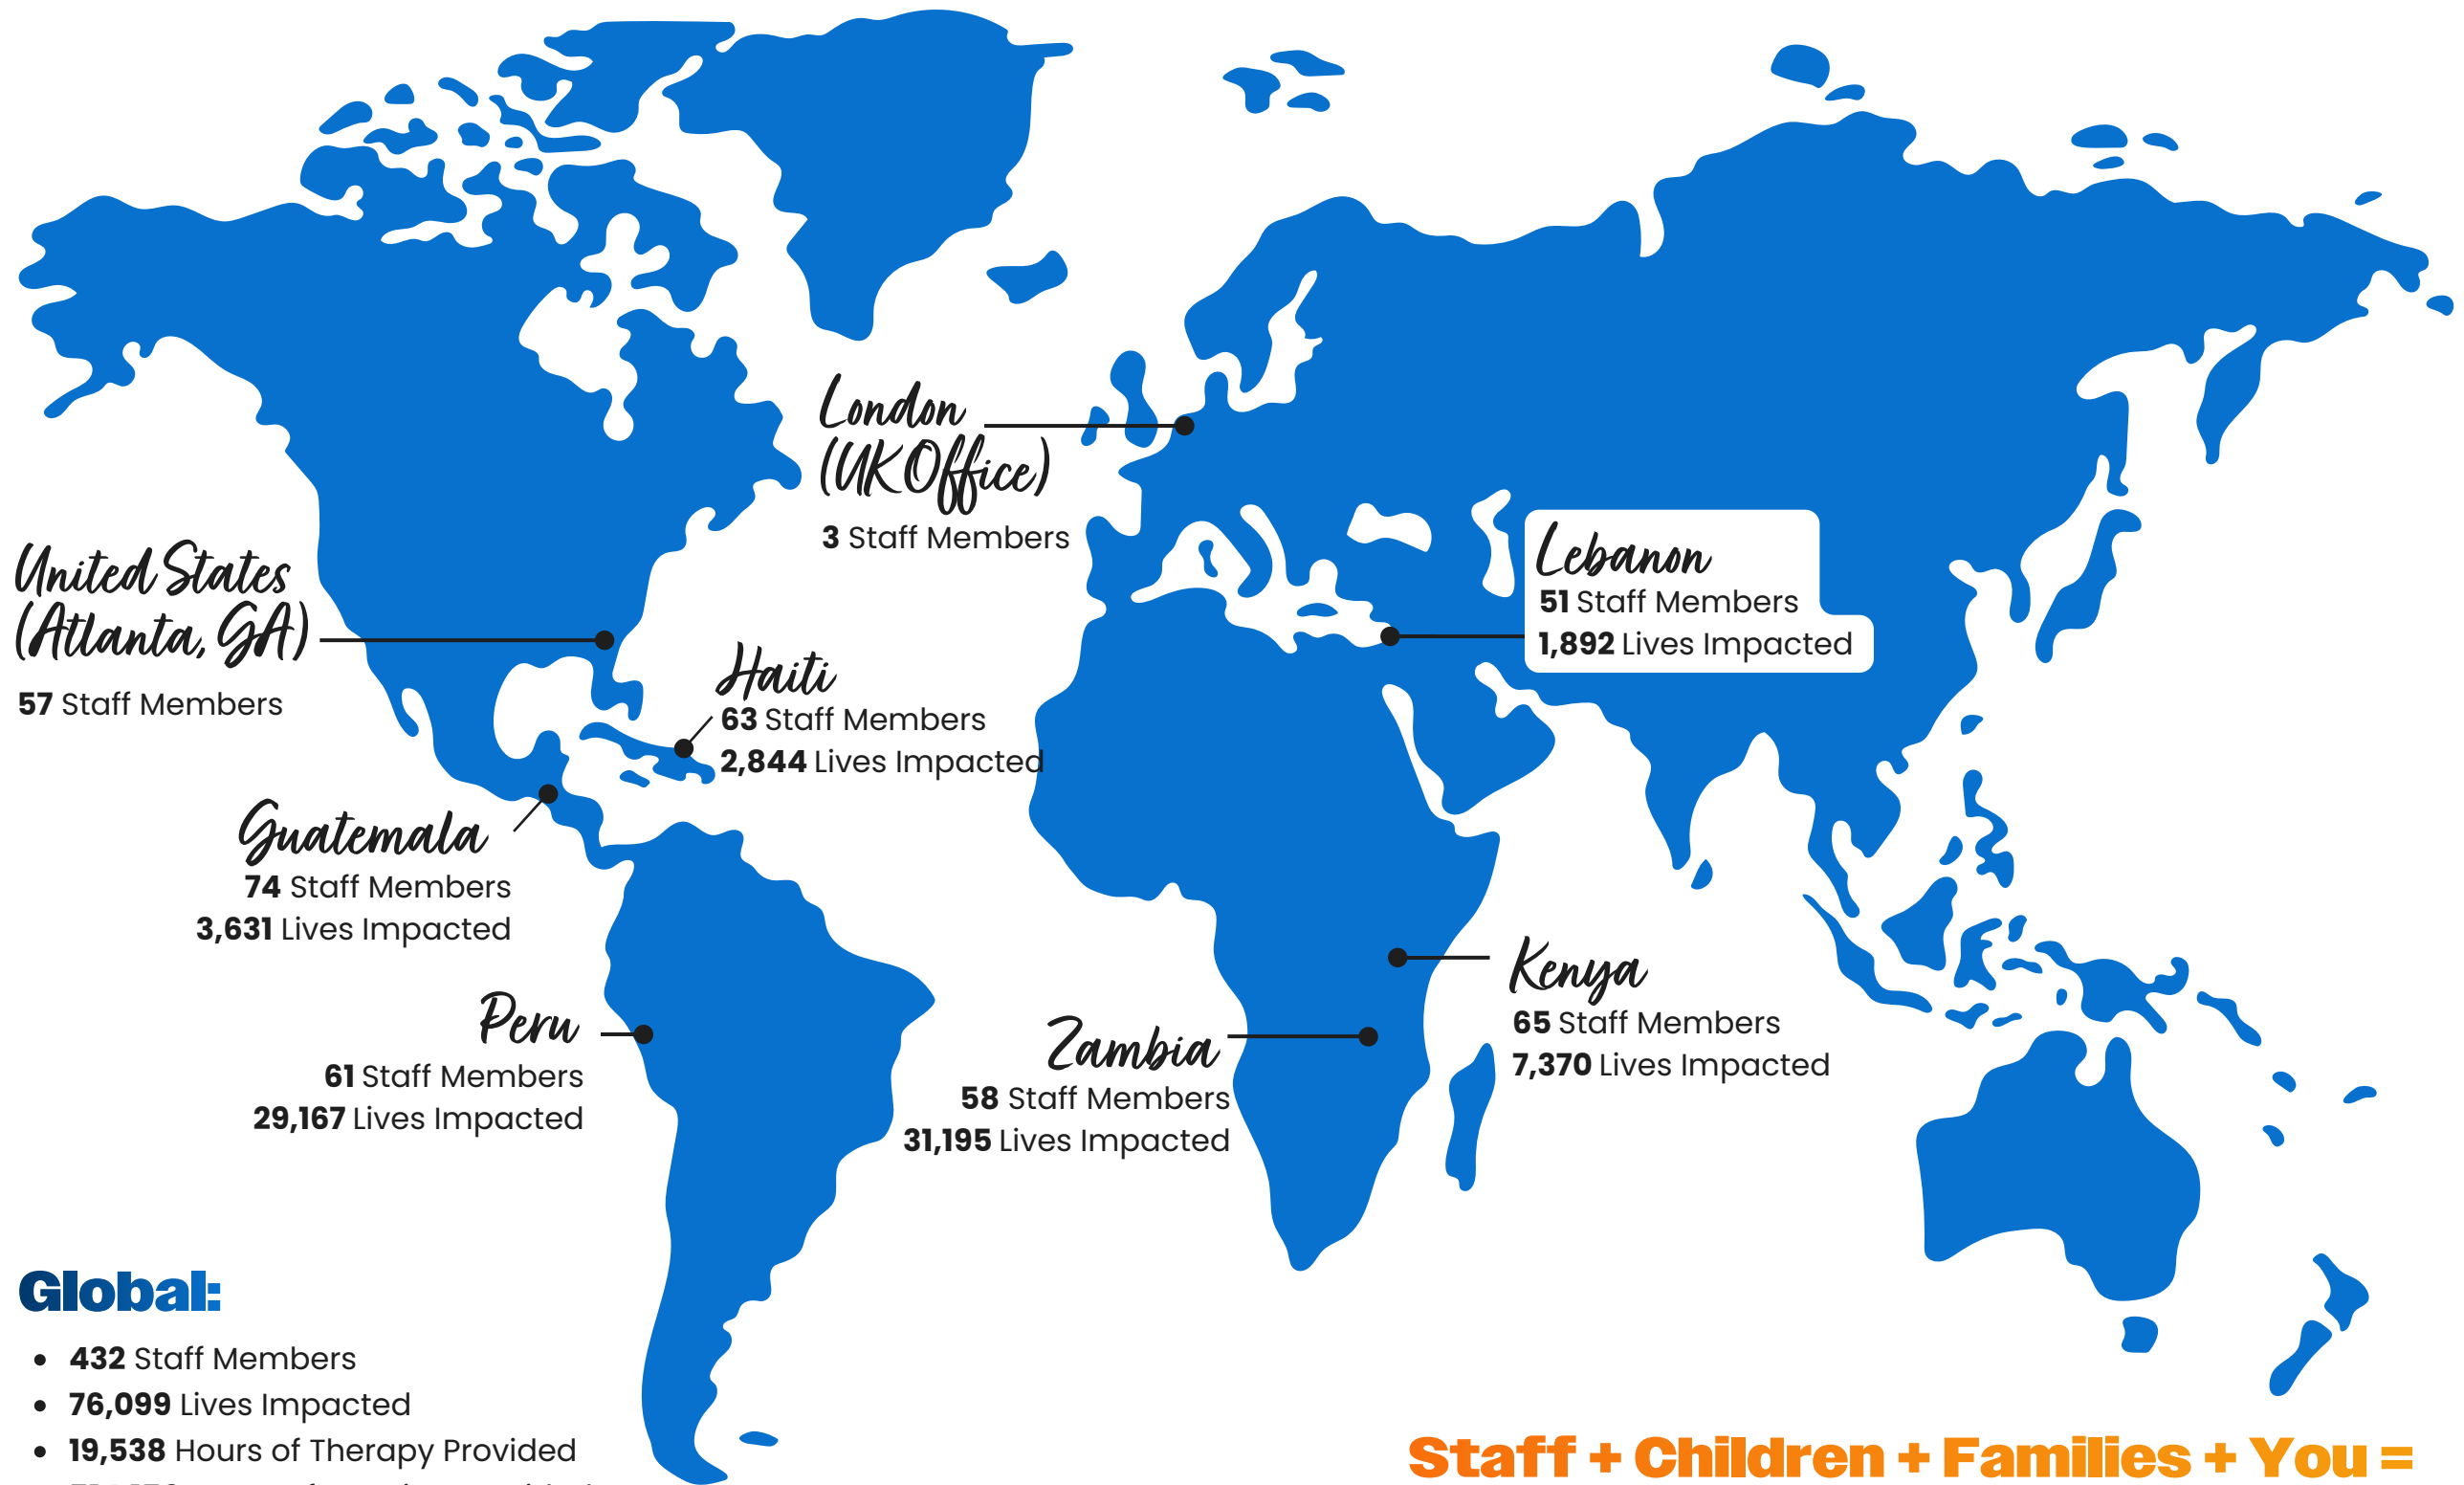 London
(UK Office)
3 Staff Members
United States
(Atlanta, GA)
57 Staff Members
Lebanon
51 Staff Members
1,892 Lives Impacted
Haiti
63 Staff Members
2,844 Lives Impacted
Guatemala
74 Staff Members
3,631 Lives Impacted
Peru
61 Staff Members
29,167 Lives Impacted
Zambia
58 Staff Members
31,195 Lives Impacted
Kenya
65 Staff Members
7,370 Lives Impacted
Global:
• 432 Staff Members
• 76,099 Lives Impacted
• 19,538 Hours of Therapy Provided
Staff + Children + Families + You =